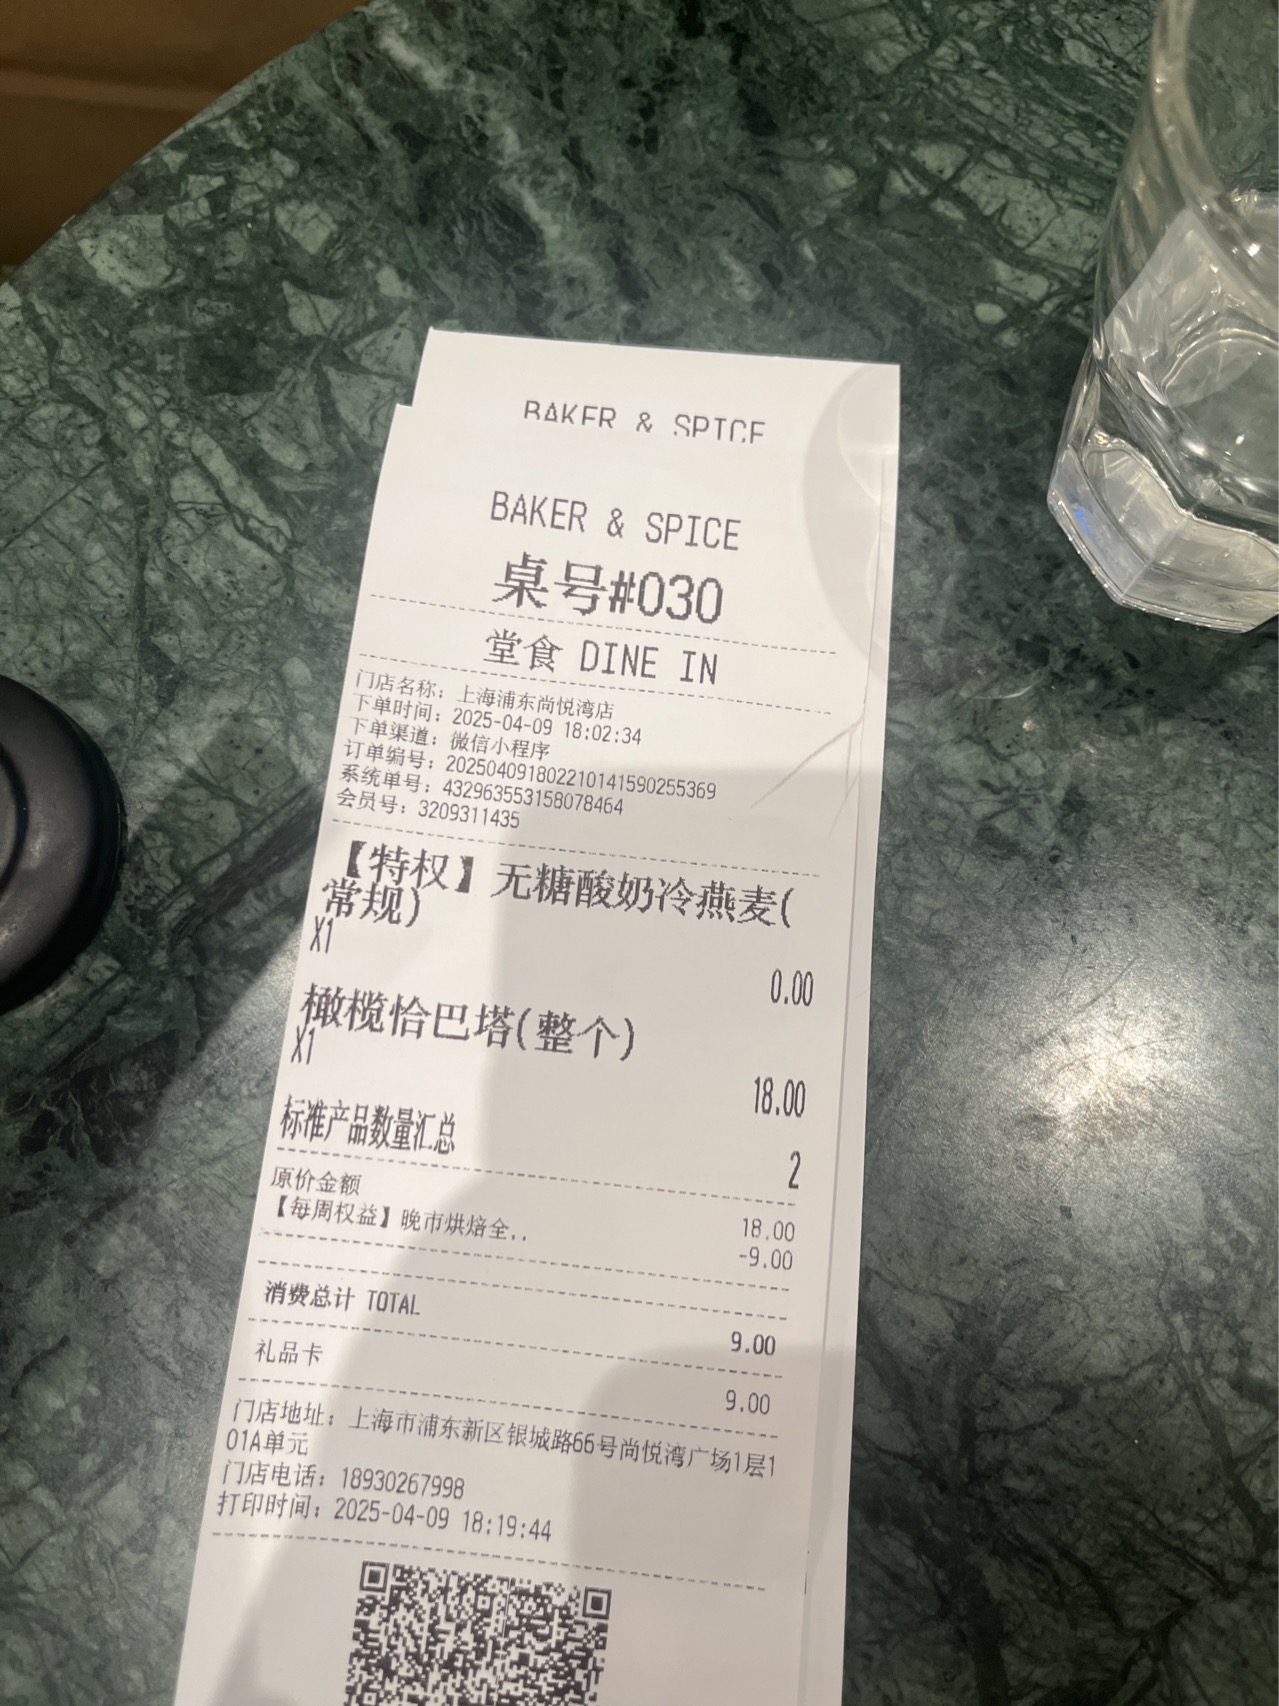 BAKER & SPICE
BAKER & SPICE
桌号#030
堂食 DINE IN
门店名称：上海浦东尚悦湾店
下单时间：2025-04-09 18:02:34
下单渠道：微信小程序
订单编号：202504091802210141590255369
系统单号：432963553158078464
会员号：3209311435
【特权】无糖酸奶冷燕麦(
常规)
X1
0.00
橄榄恰巴塔(整个)
X1
18.00
标准产品数量汇总
2
原价金额 18.00
【每周权益】晚市烘焙全.. -9.00
消费总计 TOTAL 9.00
礼品卡 9.00
门店地址：上海市浦东新区银城路66号尚悦湾广场1层1
01A单元
门店电话：18930267998
打印时间：2025-04-09 18:19:44